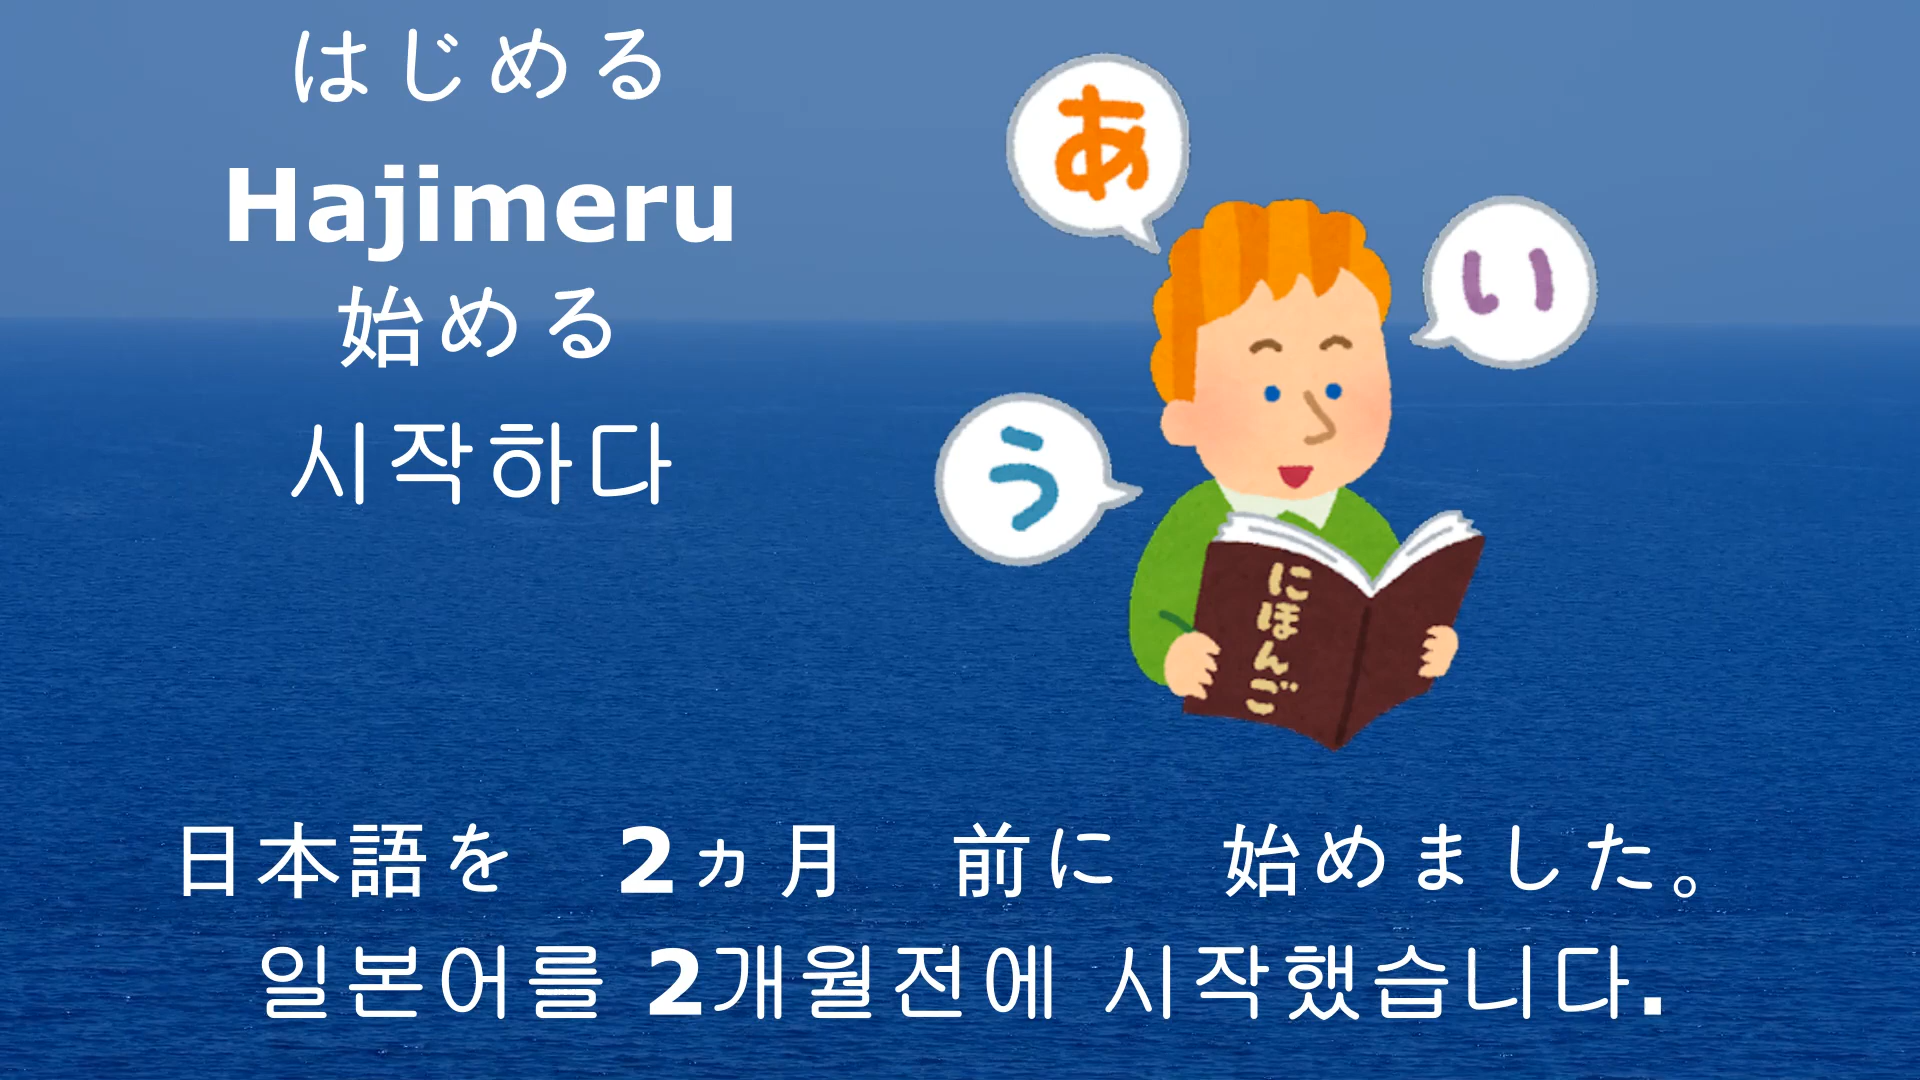 はじめる
Hajimeru
始める
시작하다
あ
い
う
にほんご
日本語を　2ヵ月　前に　始めました。
일본어를 2개월전에 시작했습니다.